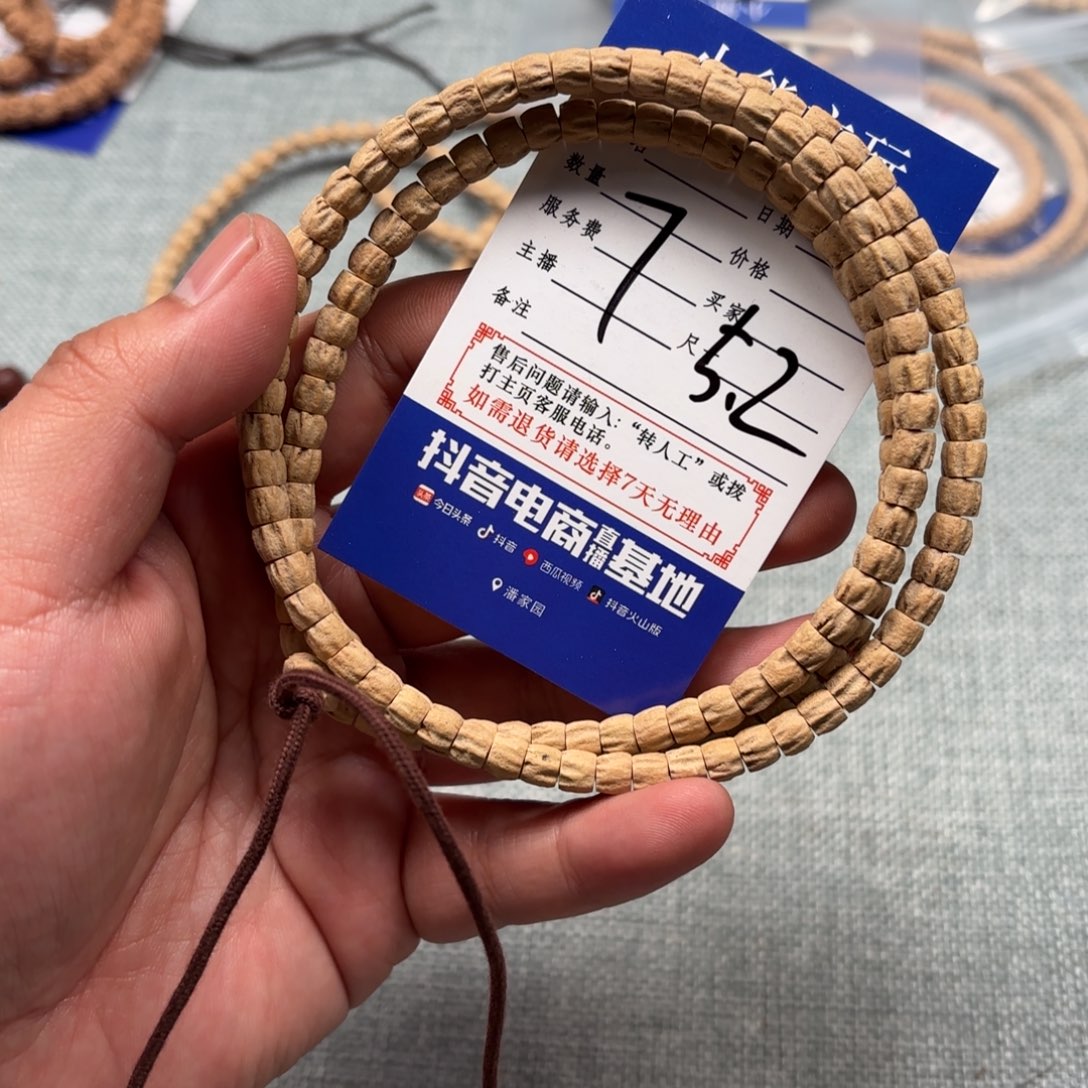 数量
日期
服务费
价格
主播
买家
备注
尺
7
5.2
售后问题请输入：“转人工”或拨
打主页客服电话。
如需退货请选择7天无理由
抖音电商直播基地
头条 今日头条 抖音 西瓜视频 抖音火山版
潘家园